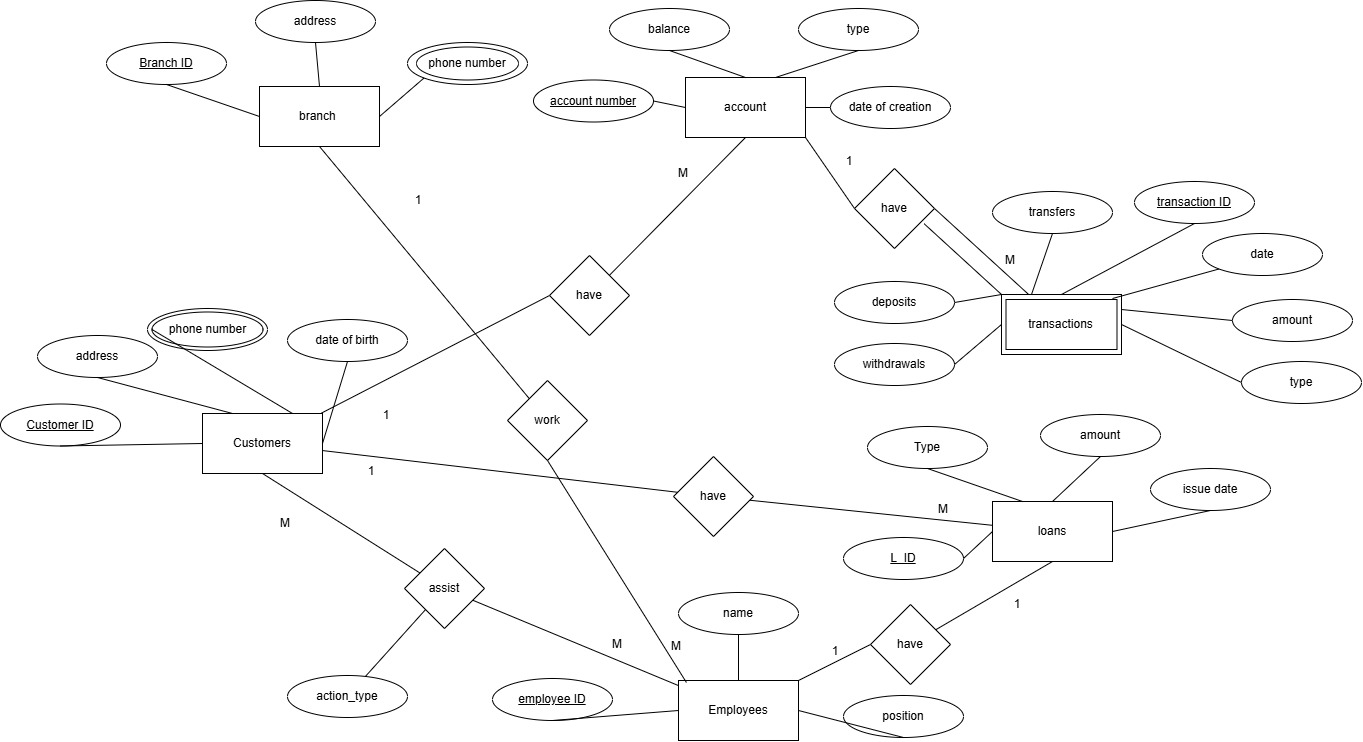 address
balance
type
Branch ID
phone number
account number
account
date of creation
branch
1
M
1
have
transfers
transaction ID
date
M
have
deposits
transactions
amount
phone number
date of birth
address
withdrawals
type
1
Customer ID
Customers
work
Type
amount
1
have
issue date
M
M
loans
L_ID
assist
name
1
M
M
1
have
action_type
employee ID
Employees
position